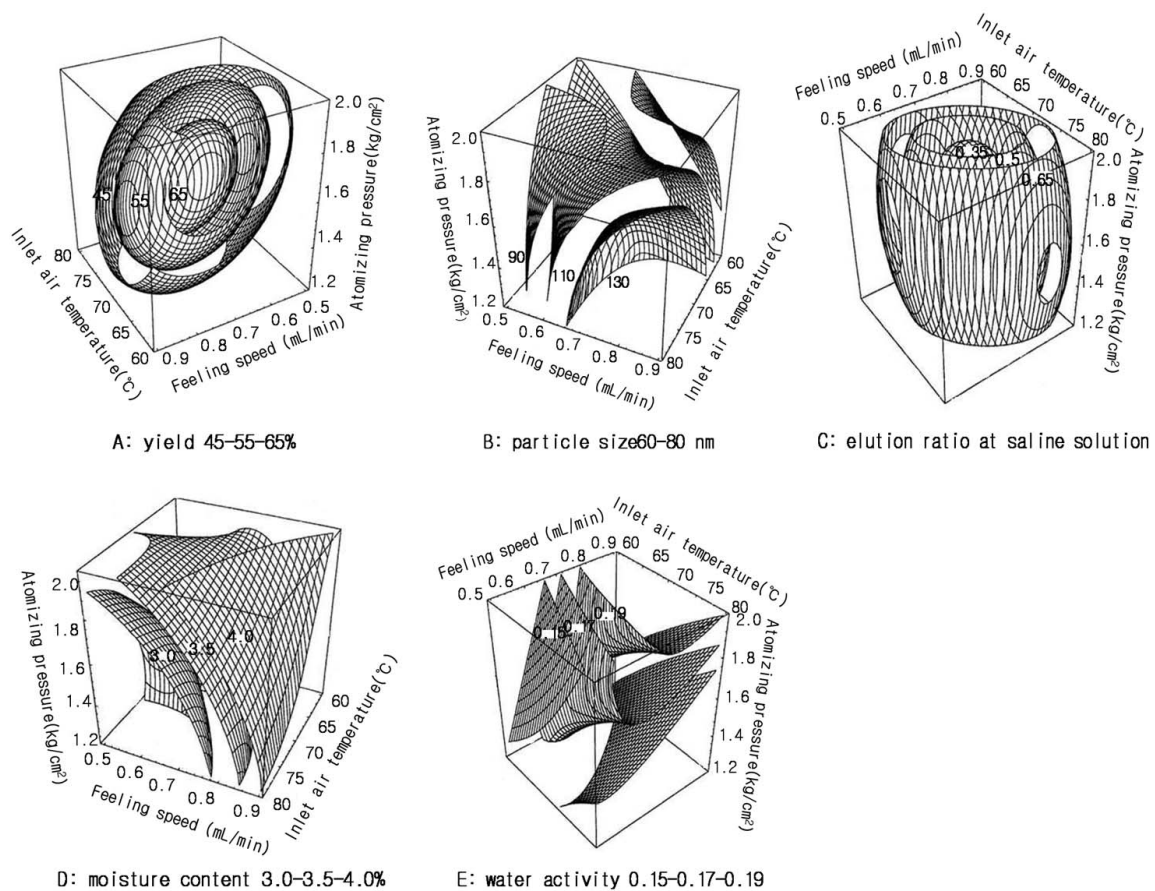 Feeling speed (mL/min)
Inlet air temperature(℃)
0.5 0.6 0.7 0.8 0.9
60 65 70 75 80
2.0 1.8 1.6 1.4 1.2
Atomizing pressure(kg/cm²)
0.35 0.5 0.65
2.0
1.8
1.6
1.4
1.2
Atomizing pressure(kg/cm²)
45 55 65
80
75
70
65
60
Inlet air temperature(℃)
0.9 0.8 0.7 0.6 0.5
Feeling speed (mL/min)
Atomizing pressure(kg/cm²)
2.0
1.8
1.6
1.4
1.2
90 110 130
0.5 0.6 0.7 0.8 0.9
Feeling speed (mL/min)
60
65
70
75
80
Inlet air temperature(℃)
A: yield 45-55-65%
B: particle size60-80 nm
C: elution ratio at saline solution
Atomizing pressure(kg/cm²)
2.0
1.8
1.6
1.4
1.2
3.0 3.5 4.0
0.5 0.6 0.7 0.8 0.9
Feeling speed (mL/min)
60
65
70
75
80
Inlet air temperature(℃)
Feeling speed (mL/min)
0.5 0.6 0.7 0.8 0.9
Inlet air temperature(℃)
60 65 70 75 80
0.15 0.17 0.19
2.0
1.8
1.6
1.4
1.2
Atomizing pressure(kg/cm²)
D: moisture content 3.0-3.5-4.0%
E: water activity 0.15-0.17-0.19